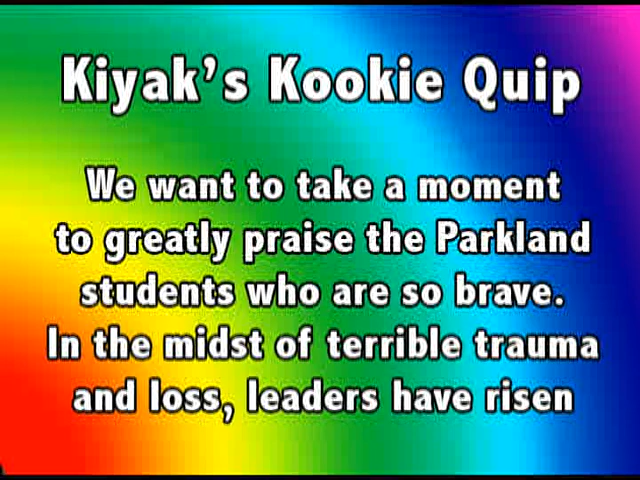 Kiyak's Kookie Quip
We want to take a moment
to greatly praise the Parkland
students who are so brave.
In the midst of terrible trauma
and loss, leaders have risen